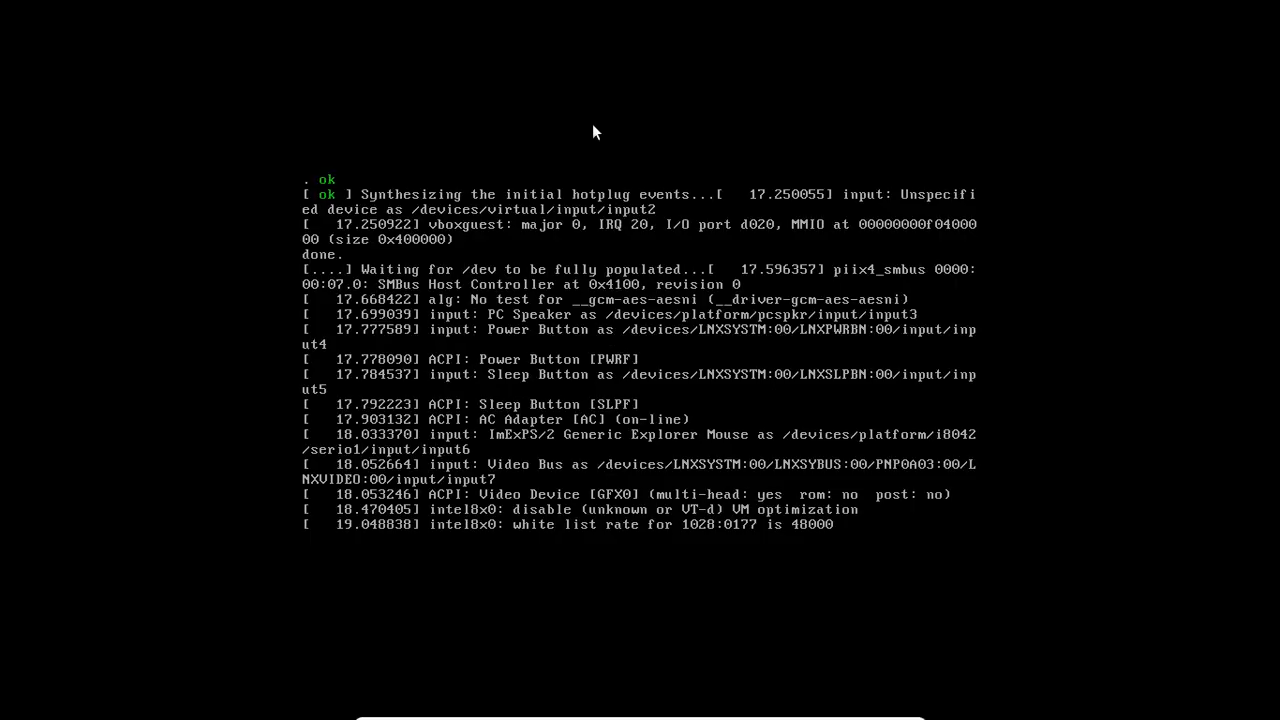 . ok
[ ok ] Synthesizing the initial hotplug events...[   17.250055] input: Unspecifi
ed device as /devices/virtual/input/input2
[   17.250922] vboxguest: major 0, IRQ 20, I/O port d020, MMIO at 00000000f04000
00 (size 0x400000)
done.
[....] Waiting for /dev to be fully populated...[   17.596357] piix4_smbus 0000:
00:07.0: SMBus Host Controller at 0x4100, revision 0
[   17.668422] alg: No test for __gcm-aes-aesni (__driver-gcm-aes-aesni)
[   17.699039] input: PC Speaker as /devices/platform/pcspkr/input/input3
[   17.777589] input: Power Button as /devices/LNXSYSTM:00/LNXPWRBN:00/input/inp
ut4
[   17.778090] ACPI: Power Button [PWRF]
[   17.784537] input: Sleep Button as /devices/LNXSYSTM:00/LNXSLPBN:00/input/inp
ut5
[   17.792223] ACPI: Sleep Button [SLPF]
[   17.903132] ACPI: AC Adapter [AC] (on-line)
[   18.033370] input: ImExPS/2 Generic Explorer Mouse as /devices/platform/i8042
/serio1/input/input6
[   18.052664] input: Video Bus as /devices/LNXSYSTM:00/LNXSYBUS:00/PNP0A03:00/L
NXVIDEO:00/input/input7
[   18.053246] ACPI: Video Device [GFX0] (multi-head: yes  rom: no  post: no)
[   18.470405] intel8x0: disable (unknown or VT-d) VM optimization
[   19.048838] intel8x0: white list rate for 1028:0177 is 48000